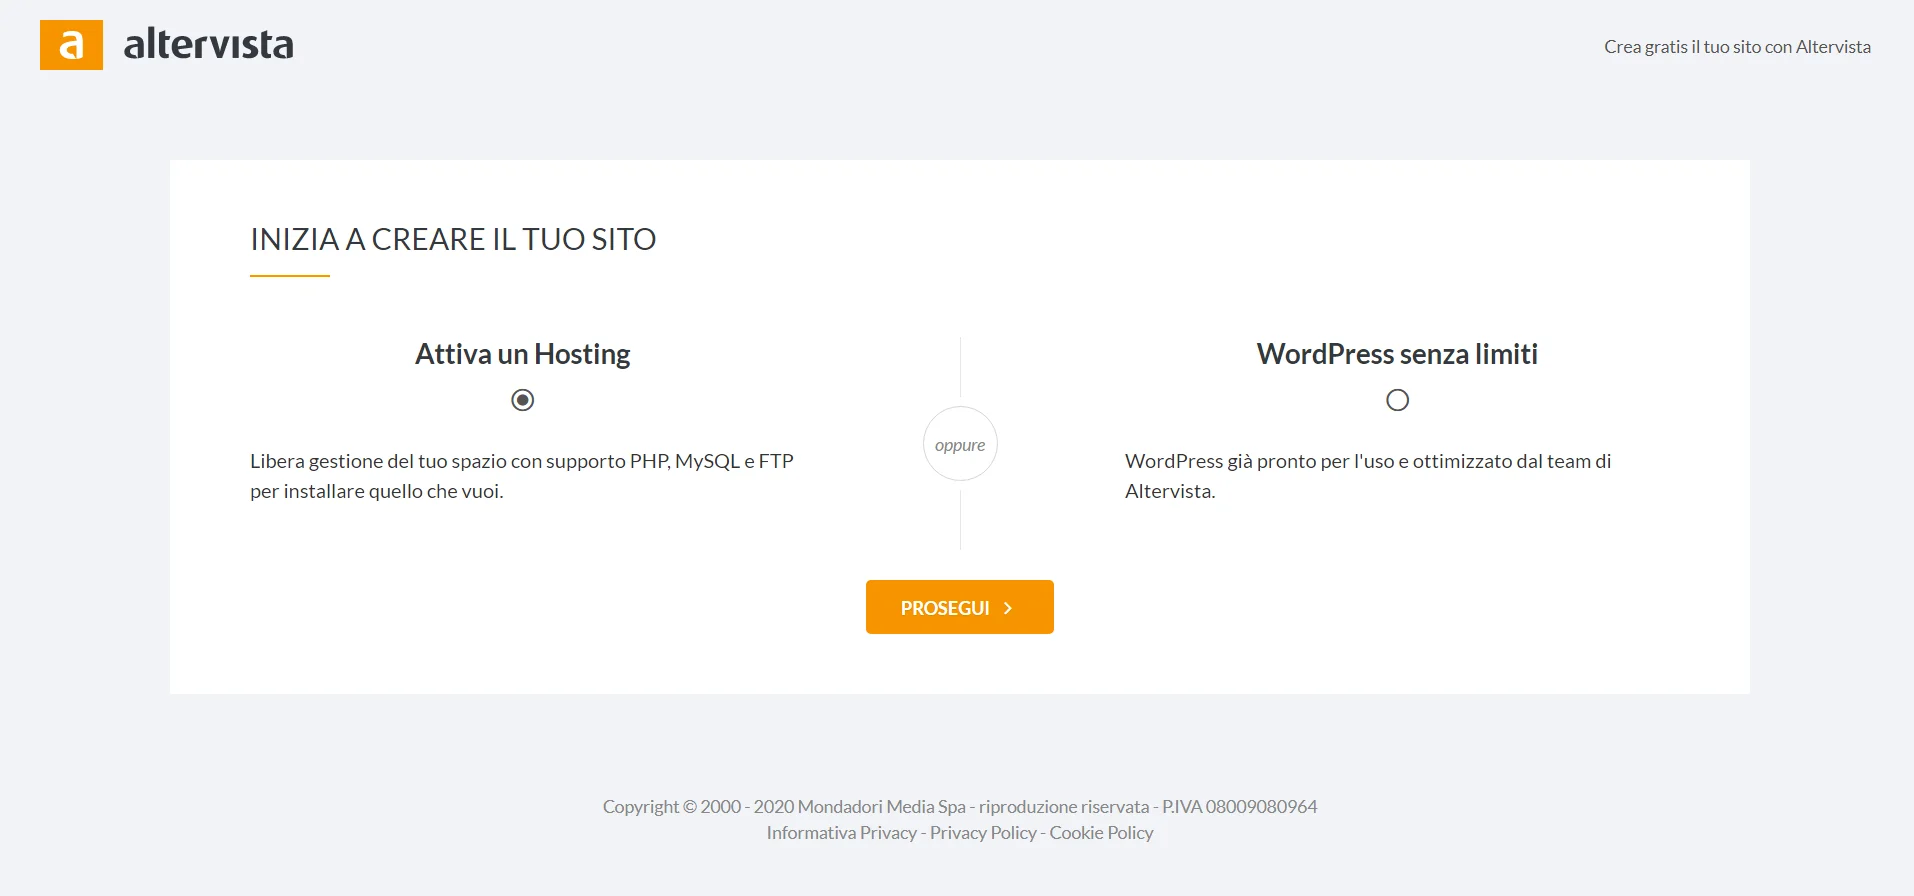 a altervista
Crea gratis il tuo sito con Altervista
INIZIA A CREARE IL TUO SITO
Attiva un Hosting
Libera gestione del tuo spazio con supporto PHP, MySQL e FTP
per installare quello che vuoi.
oppure
WordPress senza limiti
WordPress già pronto per l'uso e ottimizzato dal team di
Altervista.
PROSEGUI
Copyright © 2000 - 2020 Mondadori Media Spa - riproduzione riservata - P.IVA 08009080964
Informativa Privacy - Privacy Policy - Cookie Policy